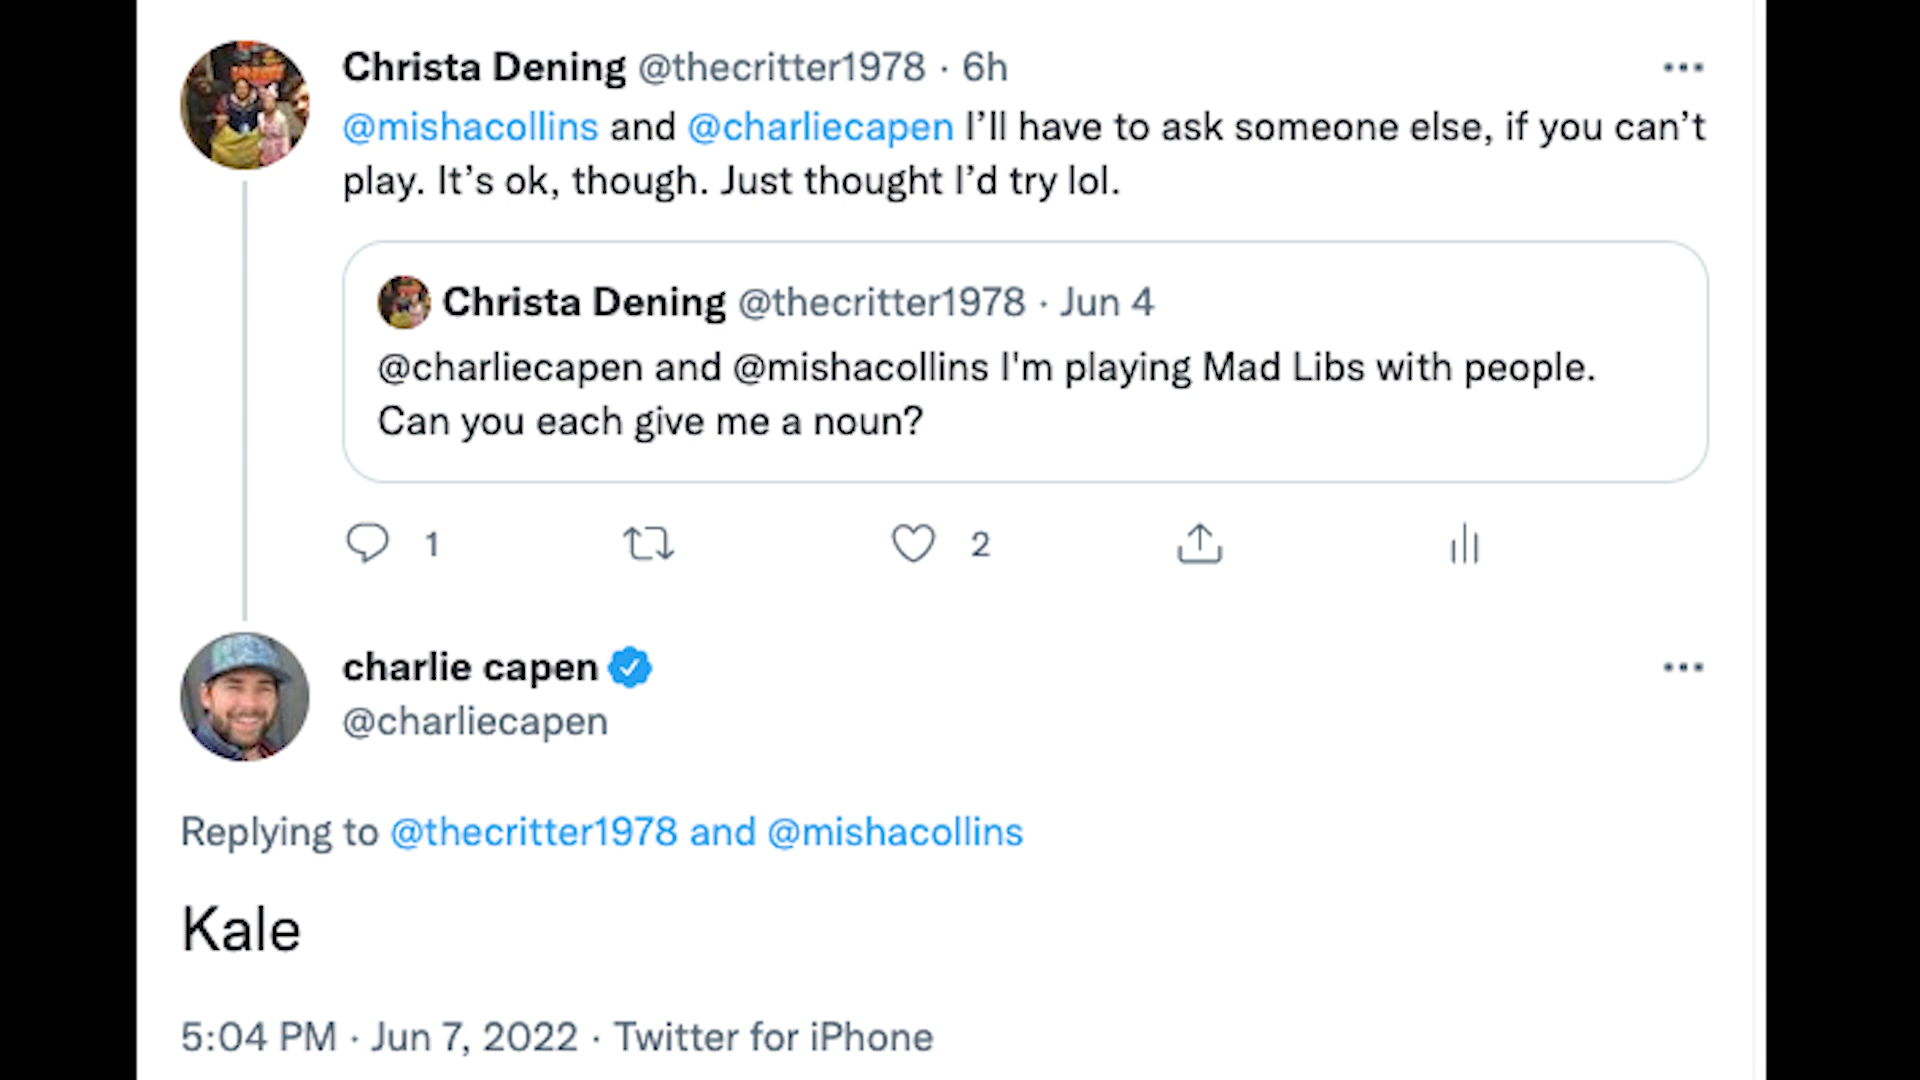 Christa Dening @thecritter1978 · 6h
@mishacollins and @charliecapen I’ll have to ask someone else, if you can’t
play. It’s ok, though. Just thought I’d try lol.
Christa Dening @thecritter1978 · Jun 4
@charliecapen and @mishacollins I'm playing Mad Libs with people.
Can you each give me a noun?
1 2
charlie capen
@charliecapen
Replying to @thecritter1978 and @mishacollins
Kale
5:04 PM · Jun 7, 2022 · Twitter for iPhone